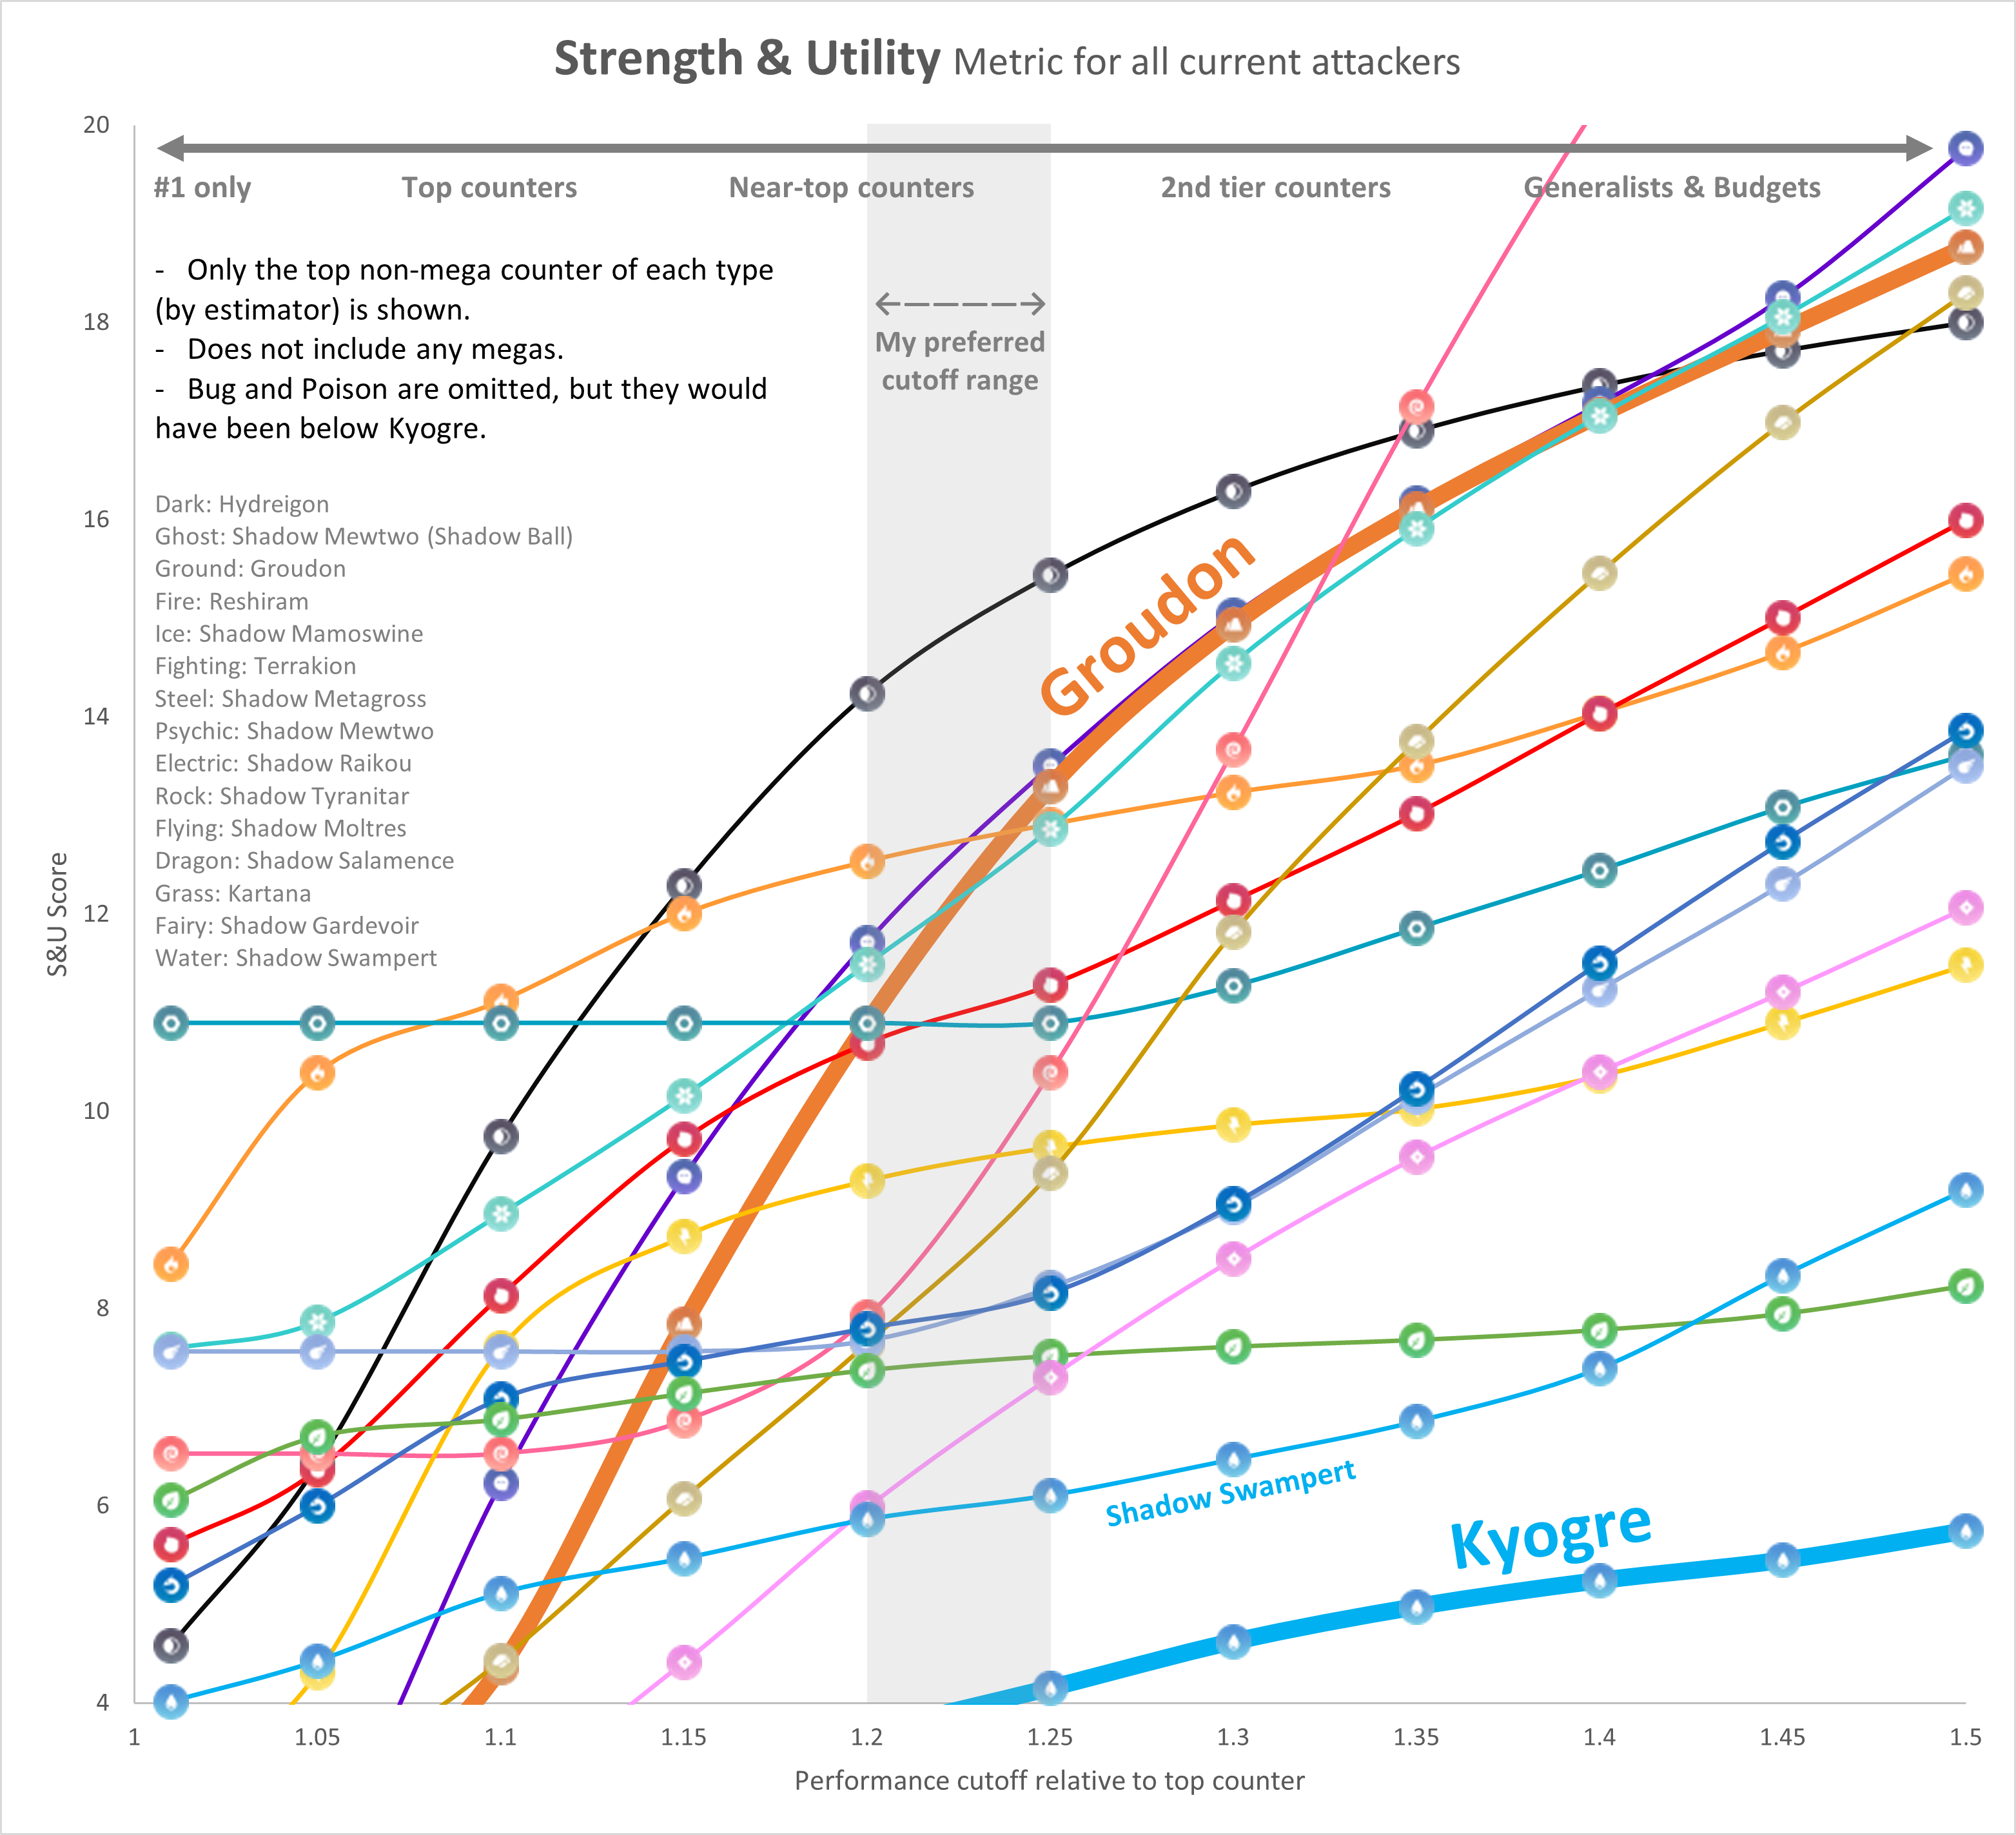 Strength & Utility Metric for all current attackers
20
#1 only
Top counters
Near-top counters
2nd tier counters
Generalists & Budgets
- Only the top non-mega counter of each type
(by estimator) is shown.
- Does not include any megas.
- Bug and Poison are omitted, but they would
have been below Kyogre.
My preferred
cutoff range
18
Dark: Hydreigon
Ghost: Shadow Mewtwo (Shadow Ball)
Ground: Groudon
Fire: Reshiram
Ice: Shadow Mamoswine
Fighting: Terrakion
Steel: Shadow Metagross
Psychic: Shadow Mewtwo
Electric: Shadow Raikou
Rock: Shadow Tyranitar
Flying: Shadow Moltres
Dragon: Shadow Salamence
Grass: Kartana
Fairy: Shadow Gardevoir
Water: Shadow Swampert
16
14
12
10
8
6
4
S&U Score
Groudon
Shadow Swampert
Kyogre
1
1.05
1.1
1.15
1.2
1.25
1.3
1.35
1.4
1.45
1.5
Performance cutoff relative to top counter